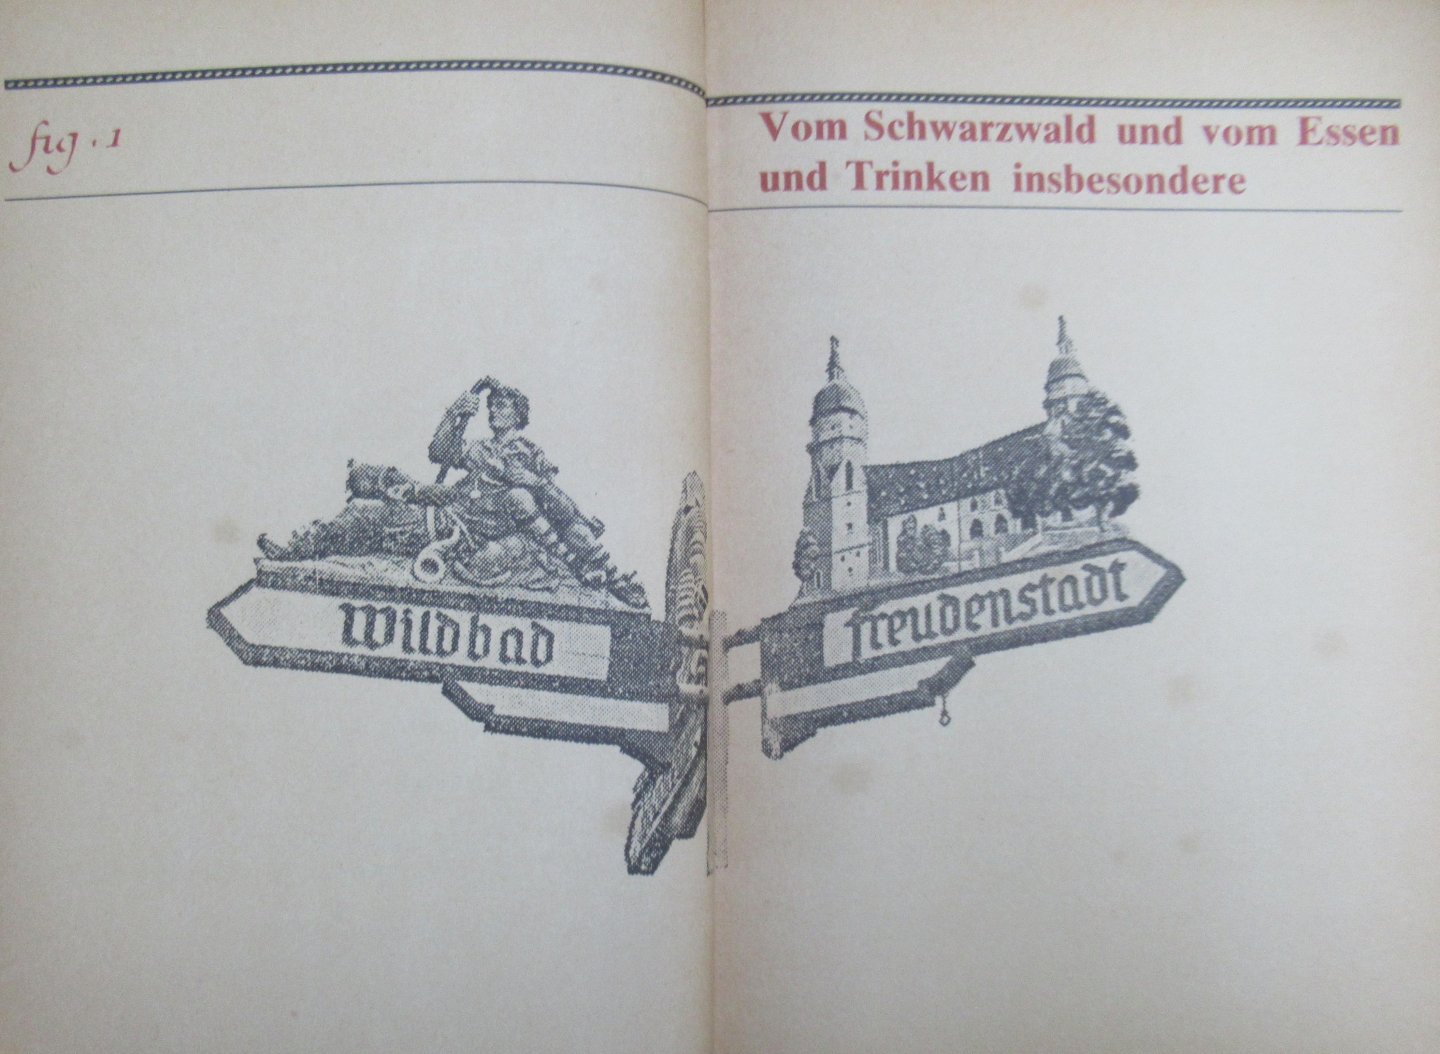 fig. 1
Vom Schwarzwald und vom Essen
und Trinken insbesondere
Wildbad
freudenstadt